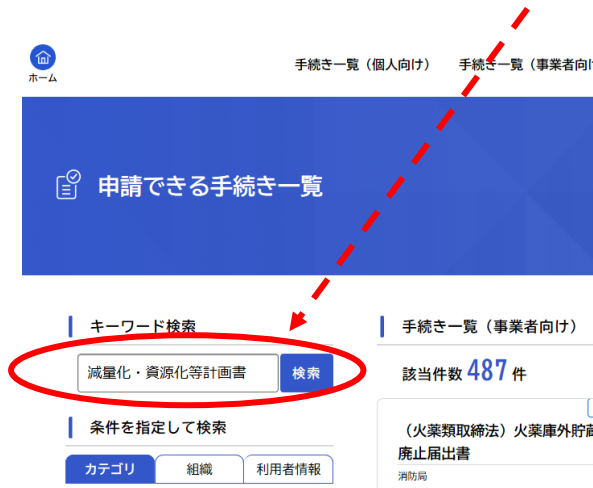 ホーム
手続き一覧（個人向け）
手続き一覧（事業者向け
申請できる手続き一覧
キーワード検索
減量化・資源化等計画書
検索
条件を指定して検索
カテゴリ
組織
利用者情報
手続き一覧（事業者向け）
該当件数 487 件
（火薬類取締法）火薬庫外貯蔵
廃止届出書
消防局